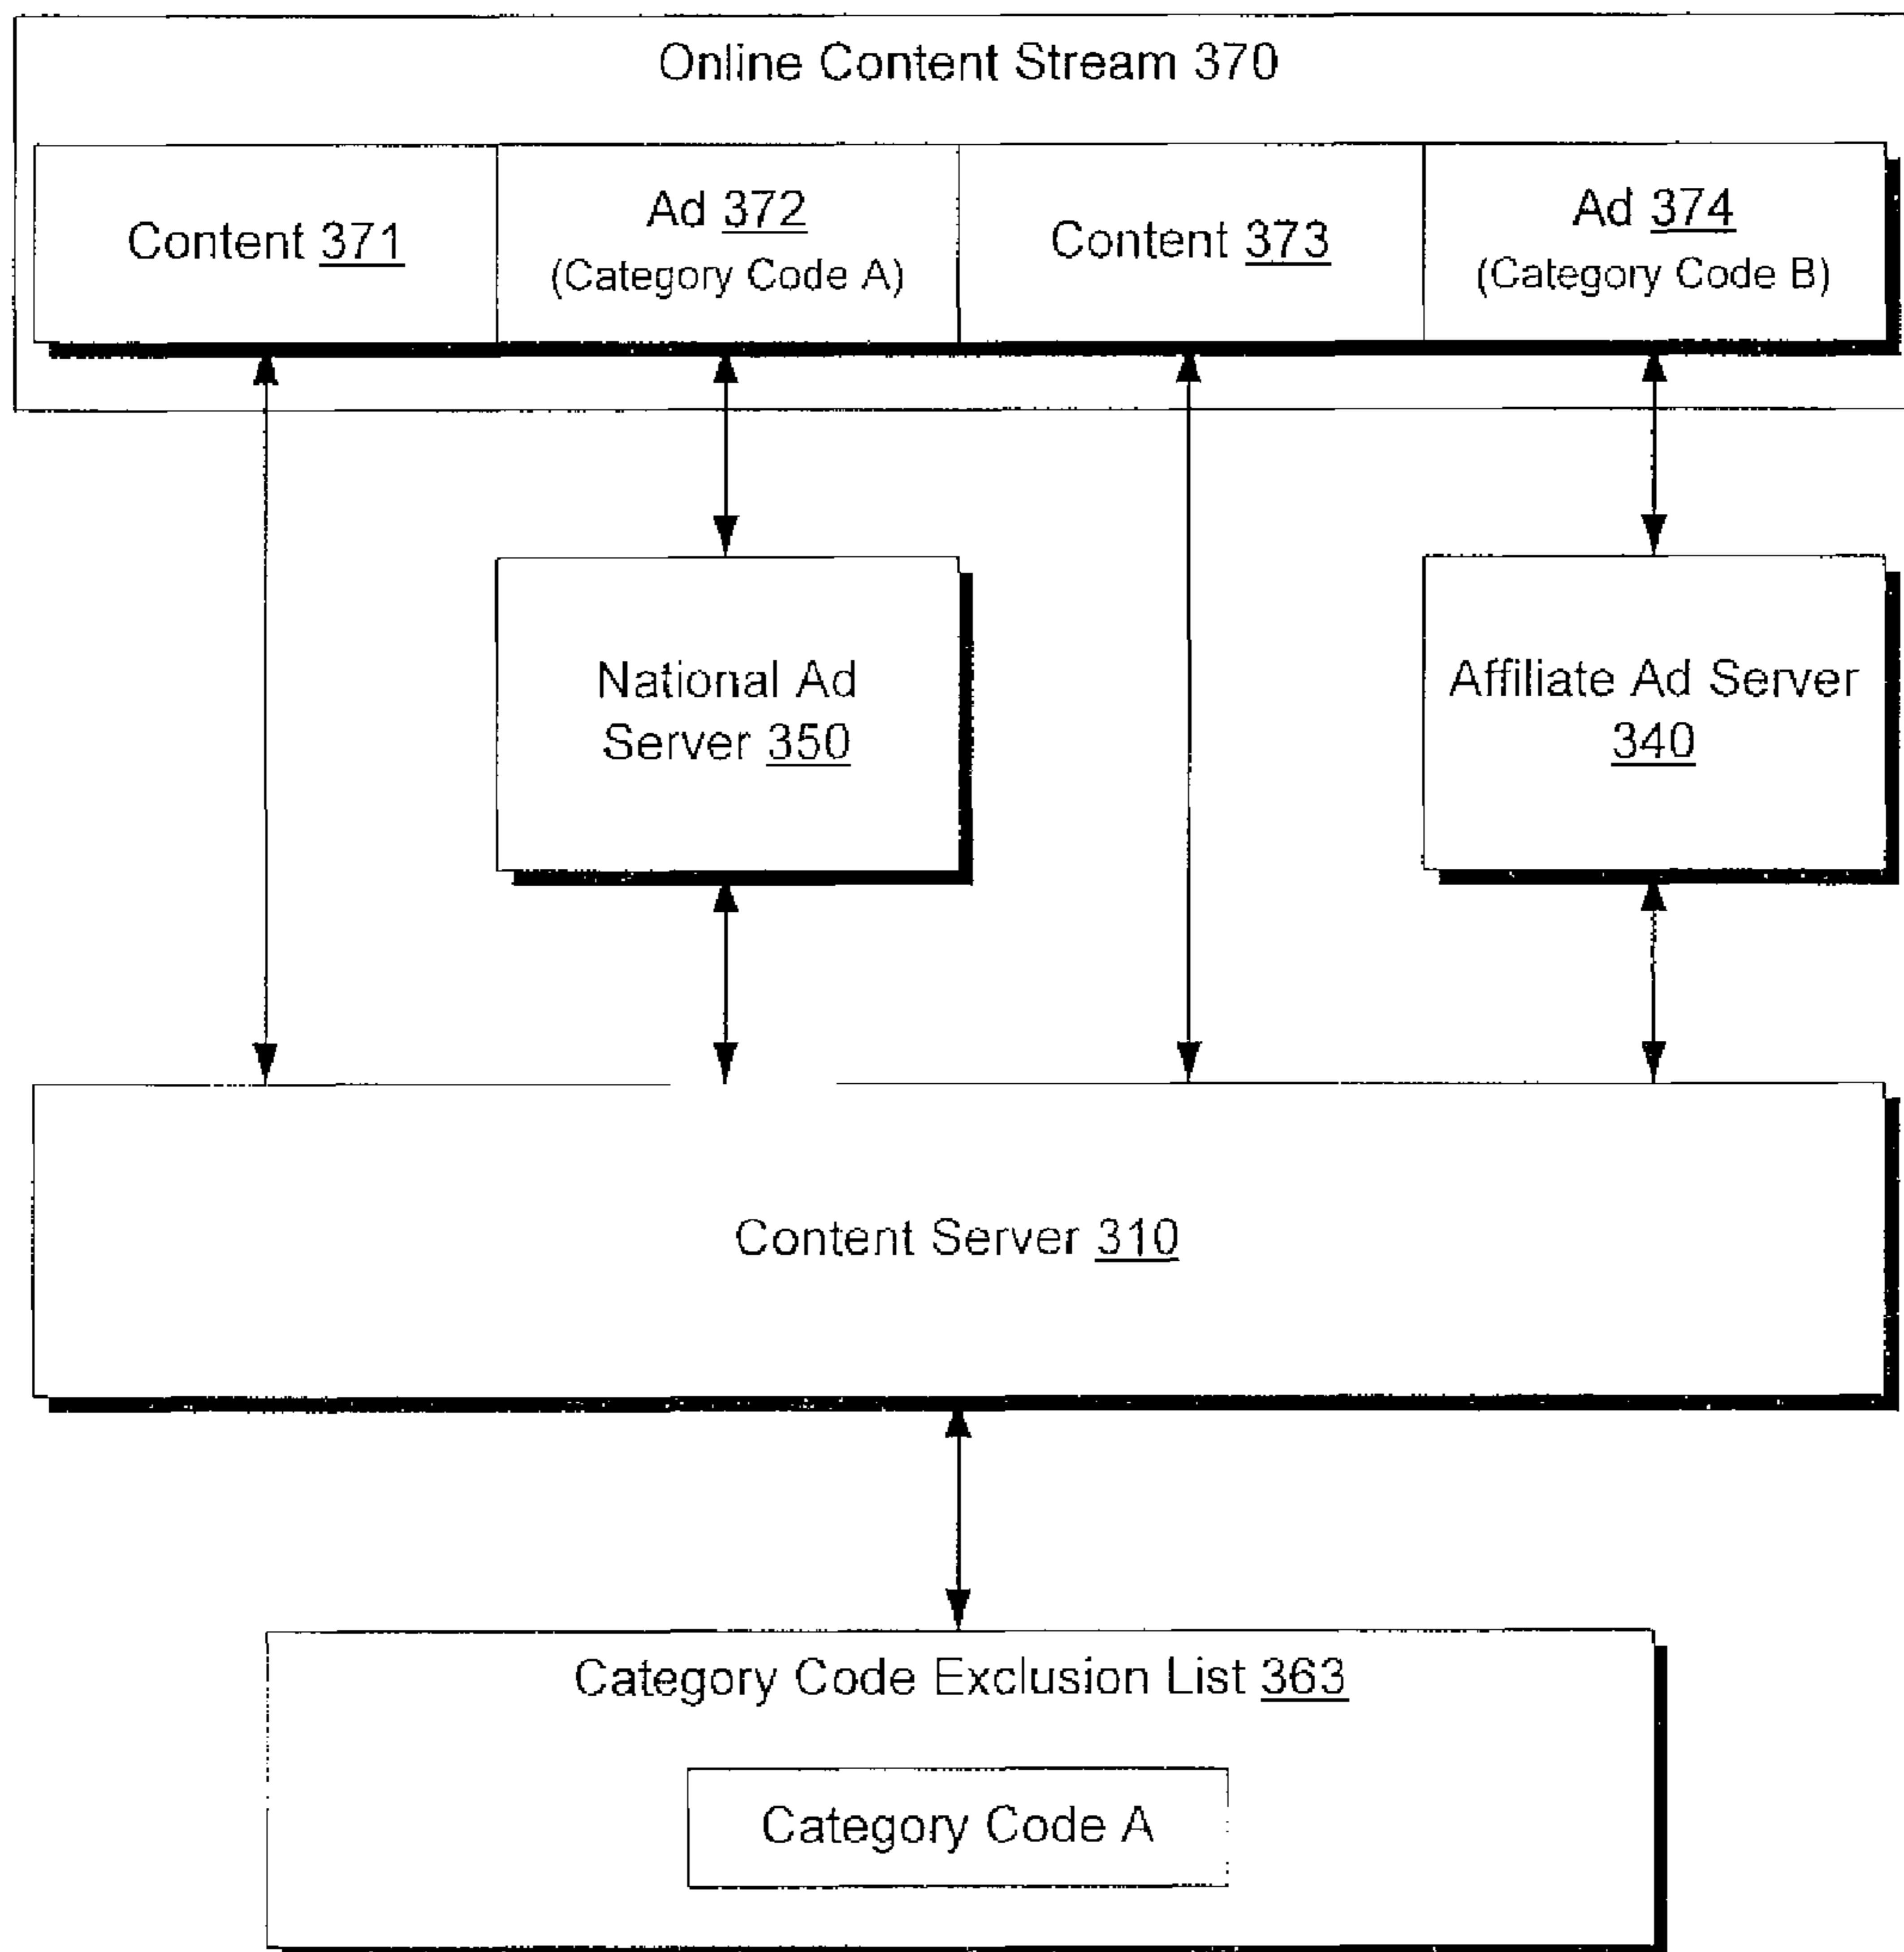 Online Content Stream 370
Content 371
Ad 372
(Category Code A)
Content 373
Ad 374
(Category Code B)
National Ad
Server 350
Affiliate Ad Server
340
Content Server 310
Category Code Exclusion List 363
Category Code A